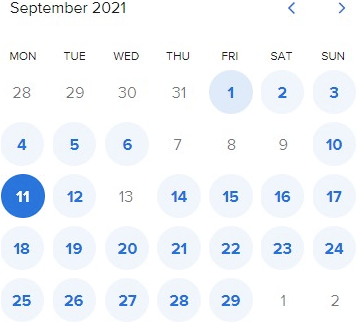 September 2021
MON TUE WED THU FRI SAT SUN
28 29 30 31 1 2 3
4 5 6 7 8 9 10
11 12 13 14 15 16 17
18 19 20 21 22 23 24
25 26 27 28 29 1 2